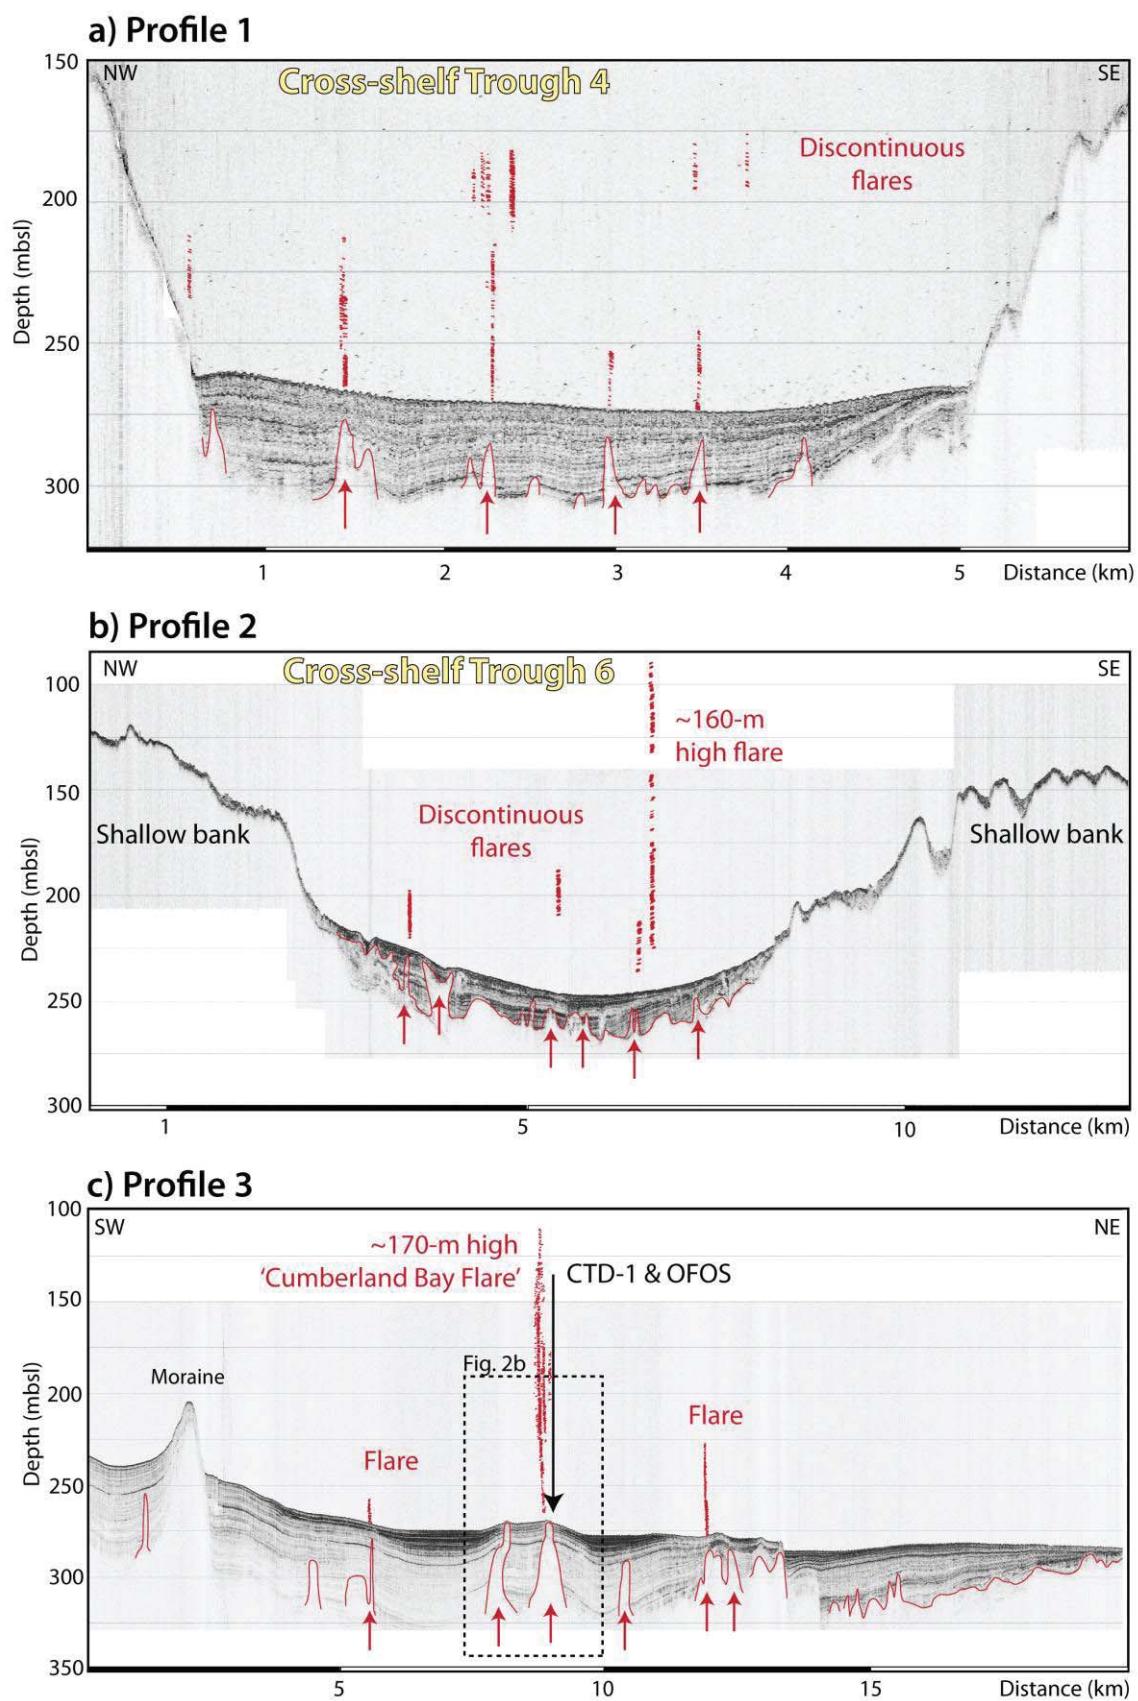 a) Profile 1
150
NW
Cross-shelf Trough 4
SE
Discontinuous
flares
200
Depth (mbsl)
250
300
1
2
3
4
5
Distance (km)
b) Profile 2
NW
Cross-shelf Trough 6
SE
100
~160-m
high flare
150
Discontinuous
flares
Shallow bank
Shallow bank
Depth (mbsl)
200
250
300
1
5
10
Distance (km)
c) Profile 3
100
SW
NE
~170-m high
'Cumberland Bay Flare'
CTD-1 & OFOS
150
Fig. 2b
Moraine
200
Depth (mbsl)
Flare
Flare
250
300
350
5
10
15
Distance (km)